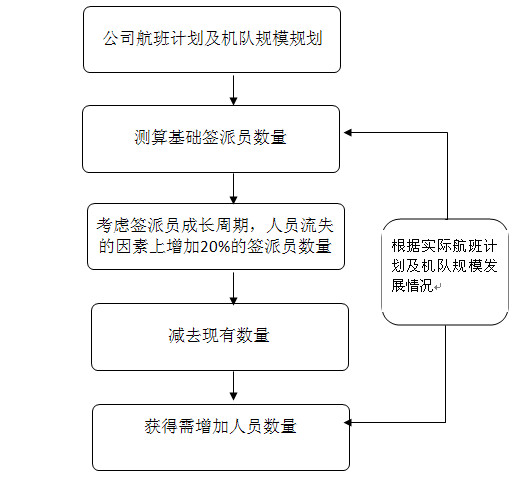 公司航班计划及机队规模规划
测算基础签派员数量
考虑签派员成长周期，人员流失
的因素上增加20%的签派员数量
减去现有数量
获得需增加人员数量
根据实际航班计
划及机队规模发
展情况↵